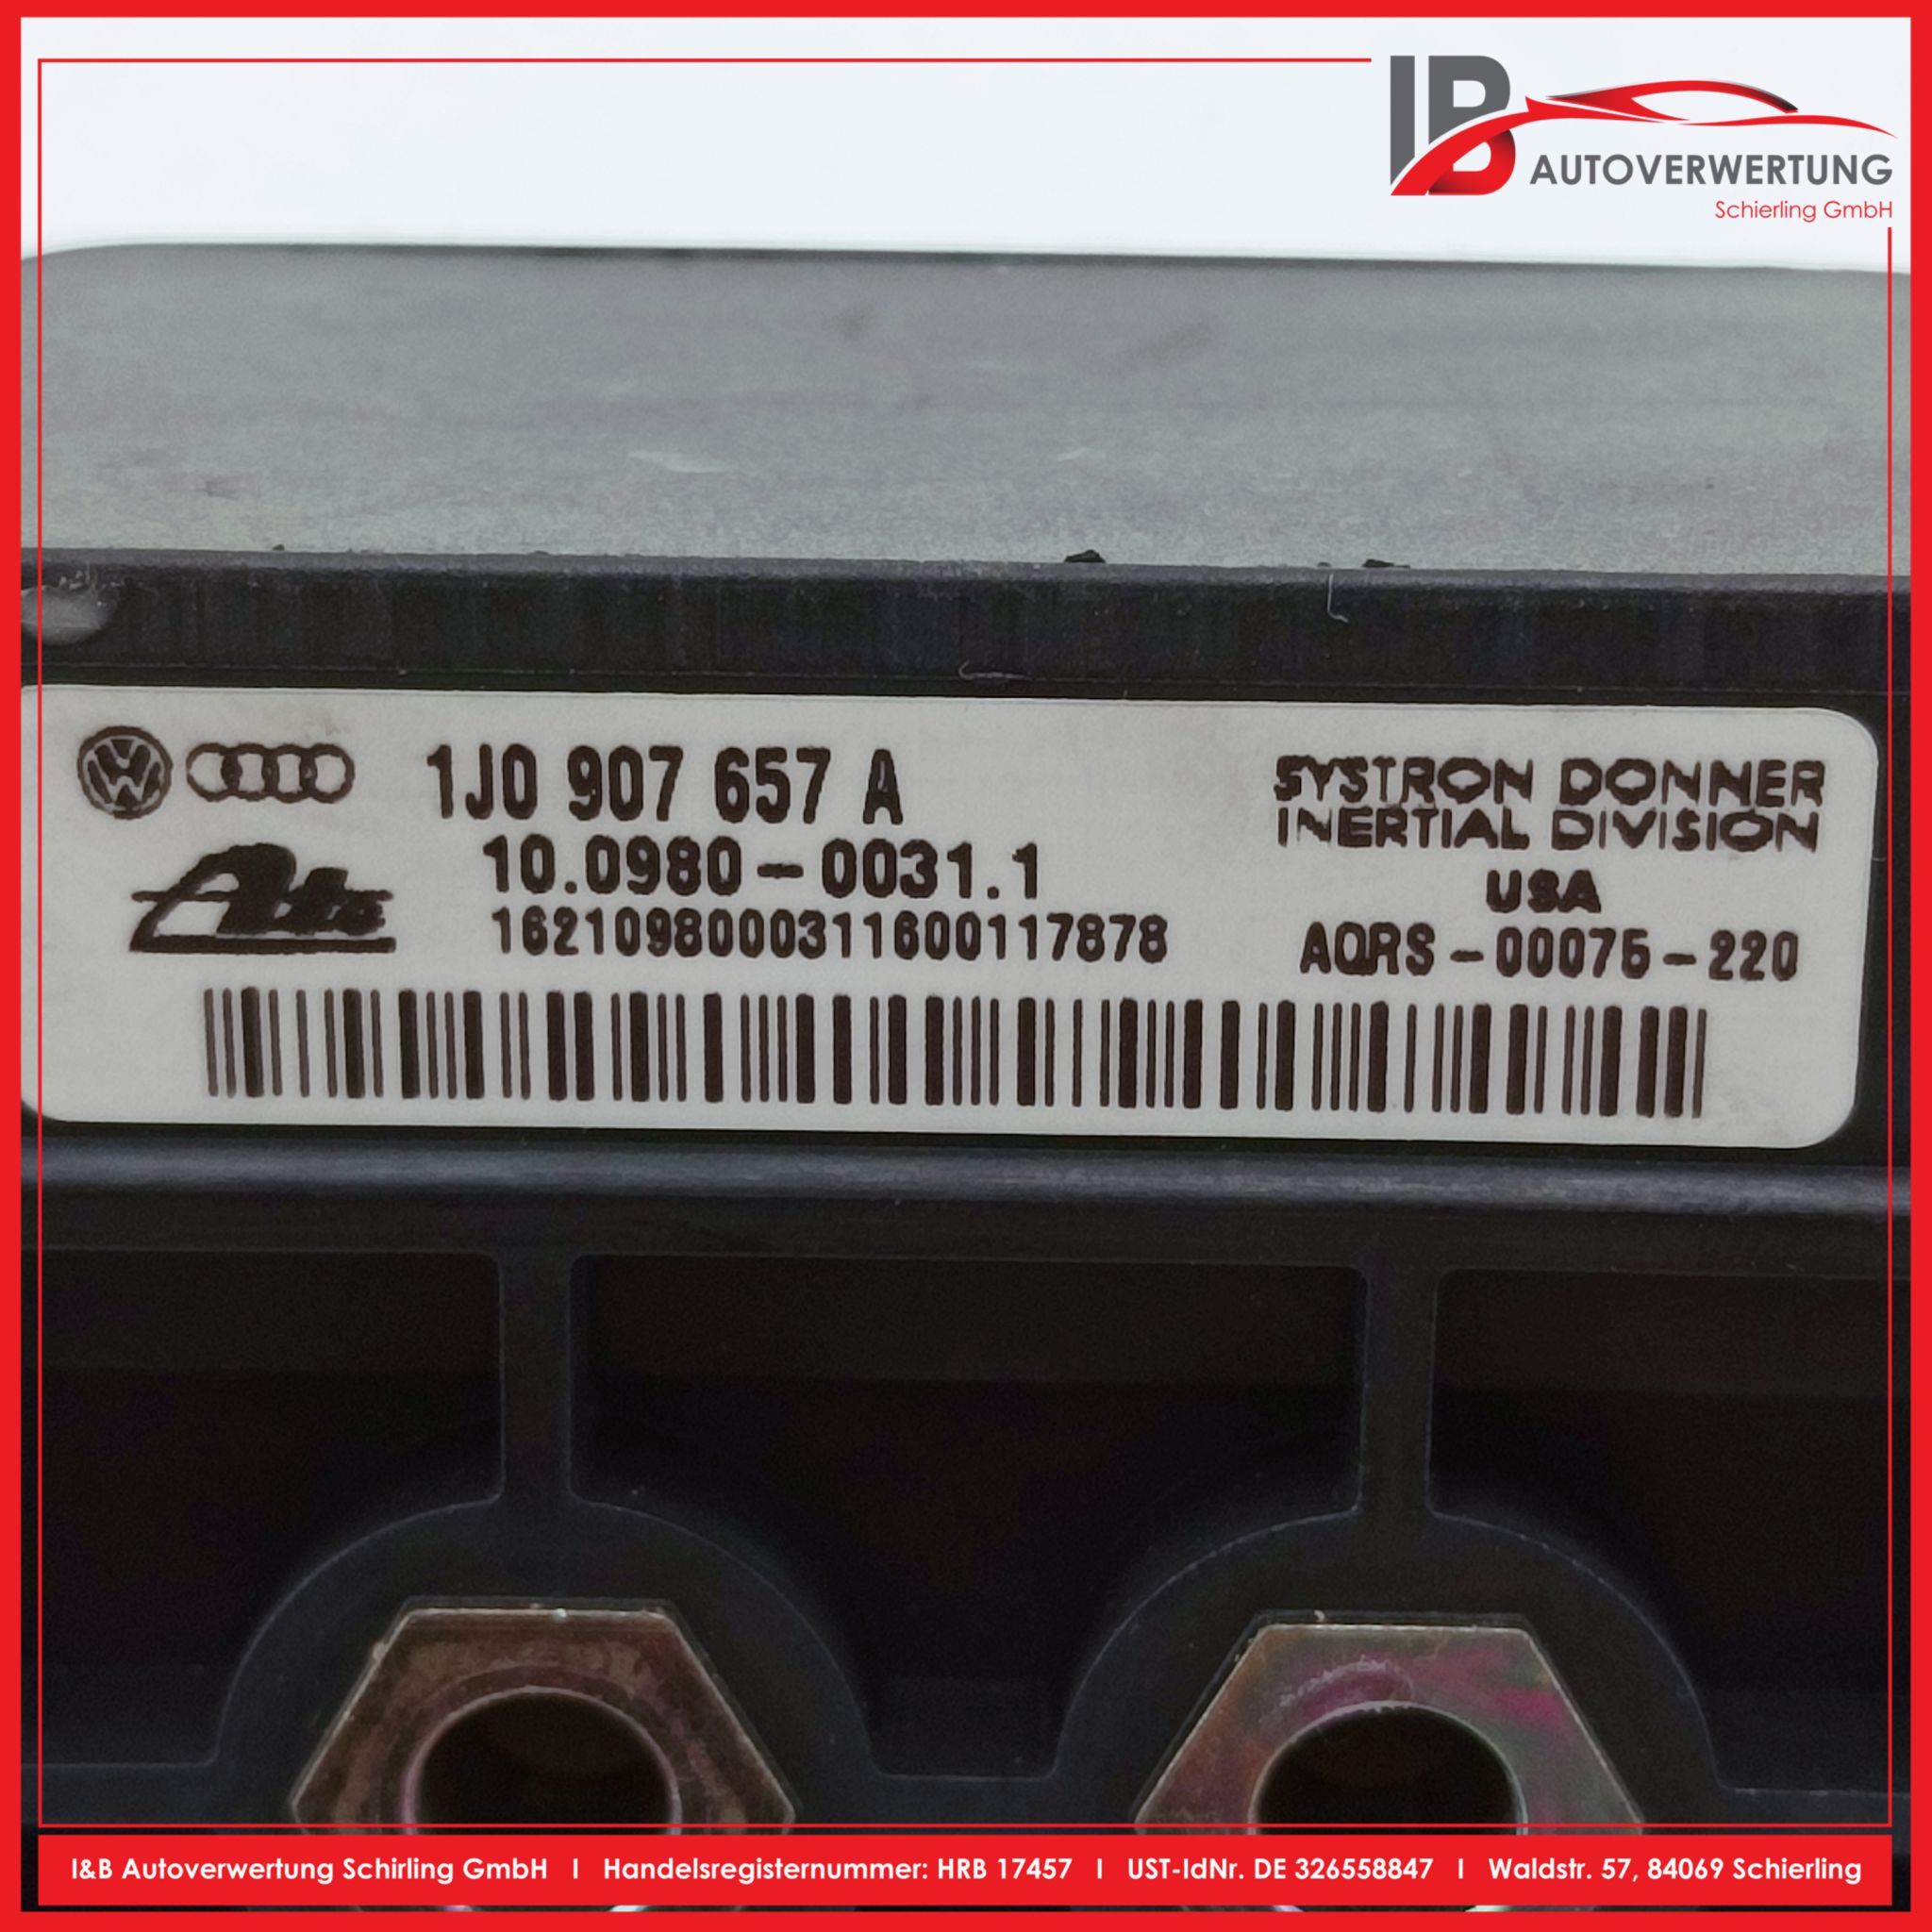 IB
AUTOVERWERTUNG
Schierling GmbH
1J0 907 657 A
10.0980-0031.1
16210980003111600117878
Ate
SYSTRON DONNER
INERTIAL DIVISION
USA
AQRS-00075-220
I&B Autoverwertung Schirling GmbH I Handelsregisternummer: HRB 17457 I UST-IdNr. DE 326558847 I Waldstr. 57, 84069 Schierling